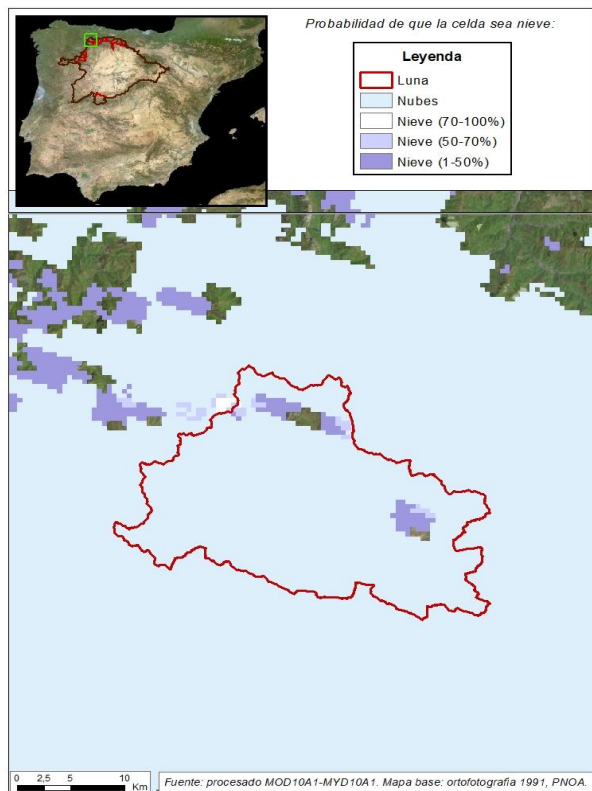 Probabilidad de que la celda sea nieve:
Leyenda
Luna
Nubes
Nieve (70-100%)
Nieve (50-70%)
Nieve (1-50%)
0 2,5 5 10
Km
Fuente: procesado MOD10A1-MYD10A1. Mapa base: ortofotografía 1991, PNOA.